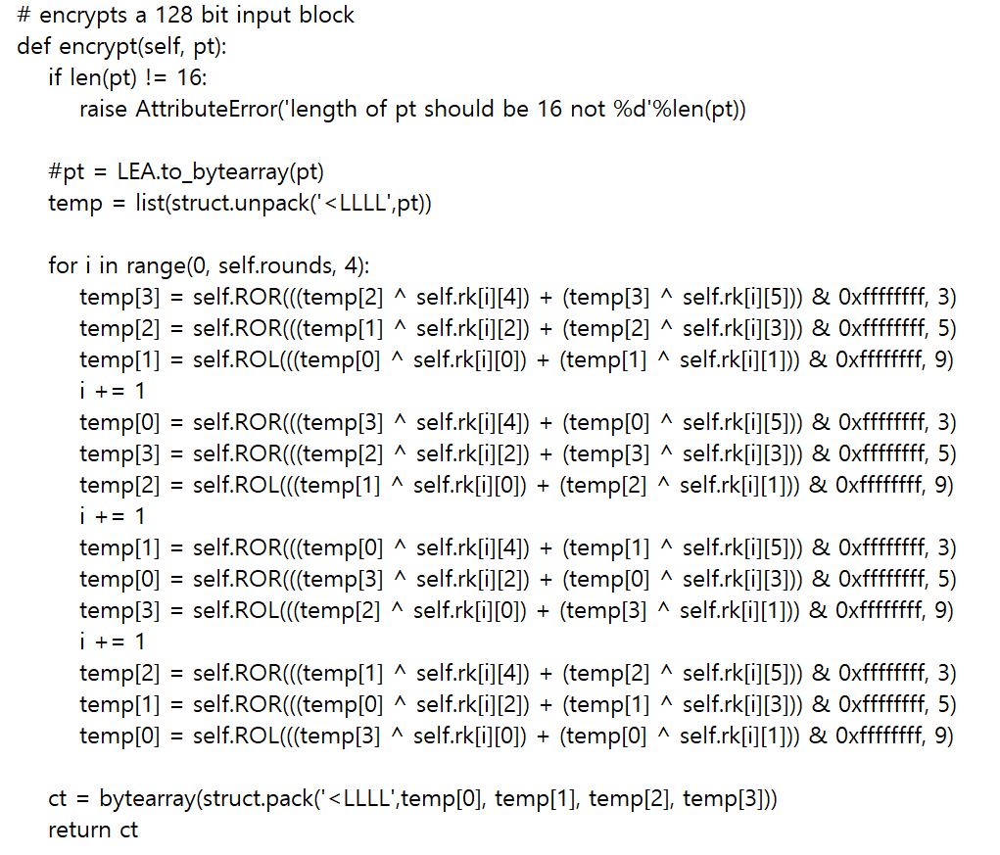 # encrypts a 128 bit input block
def encrypt(self, pt):
    if len(pt) != 16:
        raise AttributeError('length of pt should be 16 not %d'%len(pt))

    #pt = LEA.to_bytearray(pt)
    temp = list(struct.unpack('<LLLL',pt))

    for i in range(0, self.rounds, 4):
        temp[3] = self.ROR(((temp[2] ^ self.rk[i][4]) + (temp[3] ^ self.rk[i][5])) & 0xffffffff, 3)
        temp[2] = self.ROR(((temp[1] ^ self.rk[i][2]) + (temp[2] ^ self.rk[i][3])) & 0xffffffff, 5)
        temp[1] = self.ROL(((temp[0] ^ self.rk[i][0]) + (temp[1] ^ self.rk[i][1])) & 0xffffffff, 9)
        i += 1
        temp[0] = self.ROR(((temp[3] ^ self.rk[i][4]) + (temp[0] ^ self.rk[i][5])) & 0xffffffff, 3)
        temp[3] = self.ROR(((temp[2] ^ self.rk[i][2]) + (temp[3] ^ self.rk[i][3])) & 0xffffffff, 5)
        temp[2] = self.ROL(((temp[1] ^ self.rk[i][0]) + (temp[2] ^ self.rk[i][1])) & 0xffffffff, 9)
        i += 1
        temp[1] = self.ROR(((temp[0] ^ self.rk[i][4]) + (temp[1] ^ self.rk[i][5])) & 0xffffffff, 3)
        temp[0] = self.ROR(((temp[3] ^ self.rk[i][2]) + (temp[0] ^ self.rk[i][3])) & 0xffffffff, 5)
        temp[3] = self.ROL(((temp[2] ^ self.rk[i][0]) + (temp[3] ^ self.rk[i][1])) & 0xffffffff, 9)
        i += 1
        temp[2] = self.ROR(((temp[1] ^ self.rk[i][4]) + (temp[2] ^ self.rk[i][5])) & 0xffffffff, 3)
        temp[1] = self.ROR(((temp[0] ^ self.rk[i][2]) + (temp[1] ^ self.rk[i][3])) & 0xffffffff, 5)
        temp[0] = self.ROL(((temp[3] ^ self.rk[i][0]) + (temp[0] ^ self.rk[i][1])) & 0xffffffff, 9)

    ct = bytearray(struct.pack('<LLLL',temp[0], temp[1], temp[2], temp[3]))
    return ct